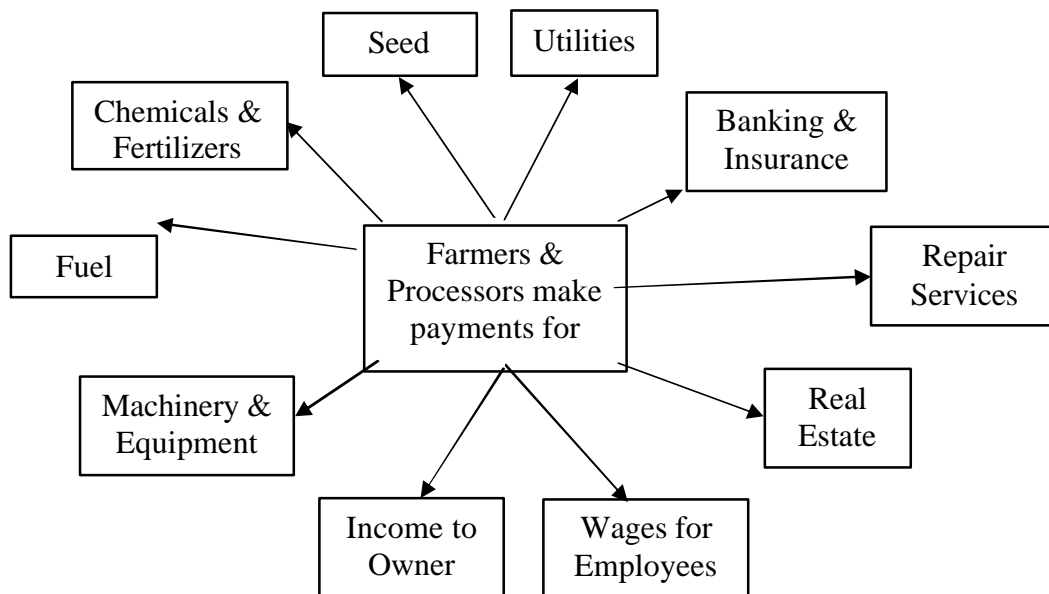 Seed
Utilities
Chemicals &
Fertilizers
Banking &
Insurance
Fuel
Farmers &
Processors make
payments for
Repair
Services
Machinery &
Equipment
Real
Estate
Income to
Owner
Wages for
Employees